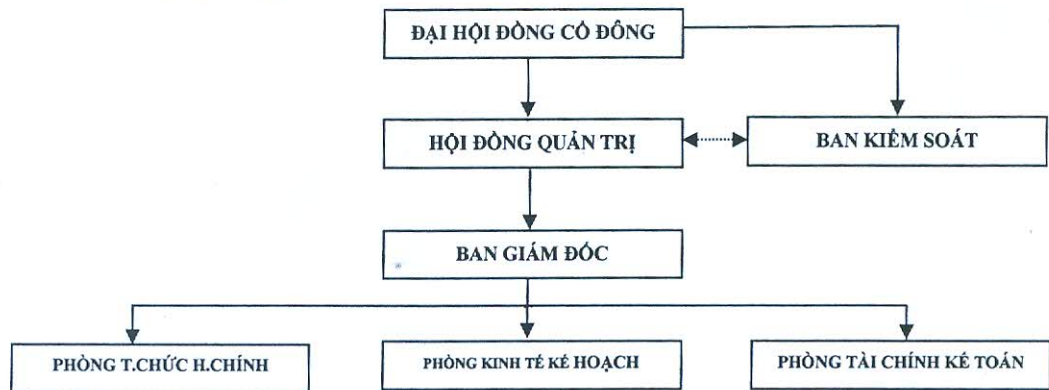 ĐẠI HỘI ĐỒNG CỔ ĐÔNG
HỘI ĐỒNG QUẢN TRỊ
BAN KIỂM SOÁT
BAN GIÁM ĐỐC
PHÒNG T.CHỨC H.CHÍNH
PHÒNG KINH TẾ KẾ HOẠCH
PHÒNG TÀI CHÍNH KẾ TOÁN